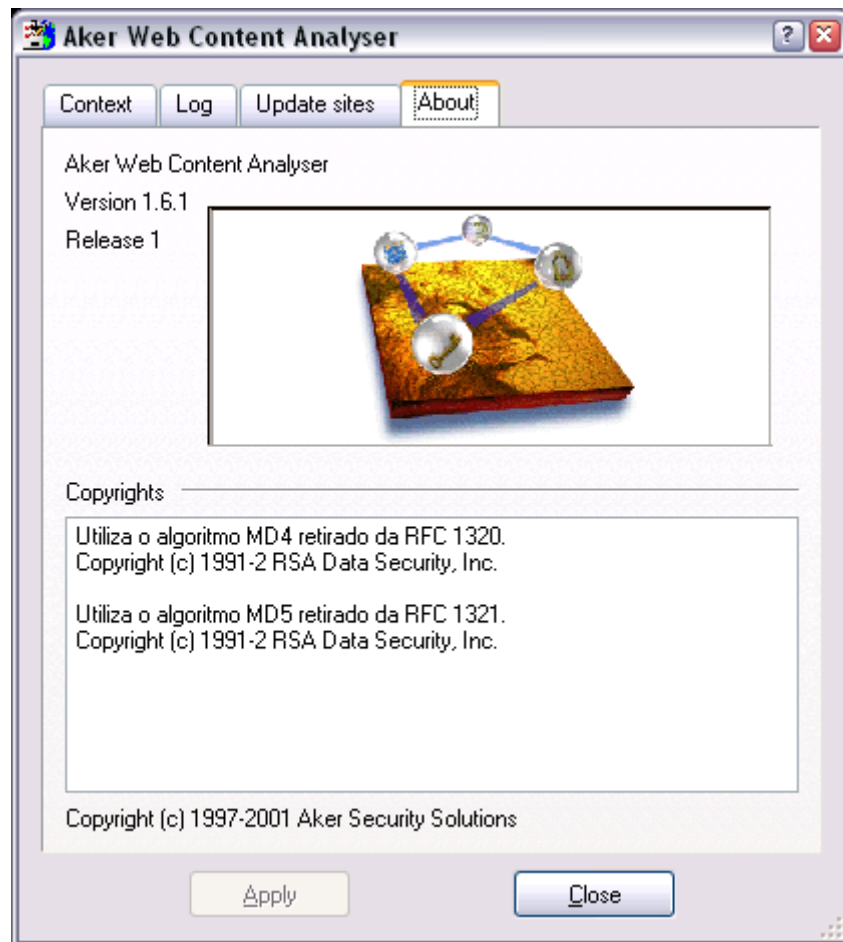 Aker Web Content Analyser
Context Log Update sites About
Aker Web Content Analyser
Version 1.6.1
Release 1
Copyrights
Utiliza o algoritmo MD4 retirado da RFC 1320.
Copyright (c) 1991-2 RSA Data Security, Inc.
Utiliza o algoritmo MD5 retirado da RFC 1321.
Copyright (c) 1991-2 RSA Data Security, Inc.
Copyright (c) 1997-2001 Aker Security Solutions
Apply Close